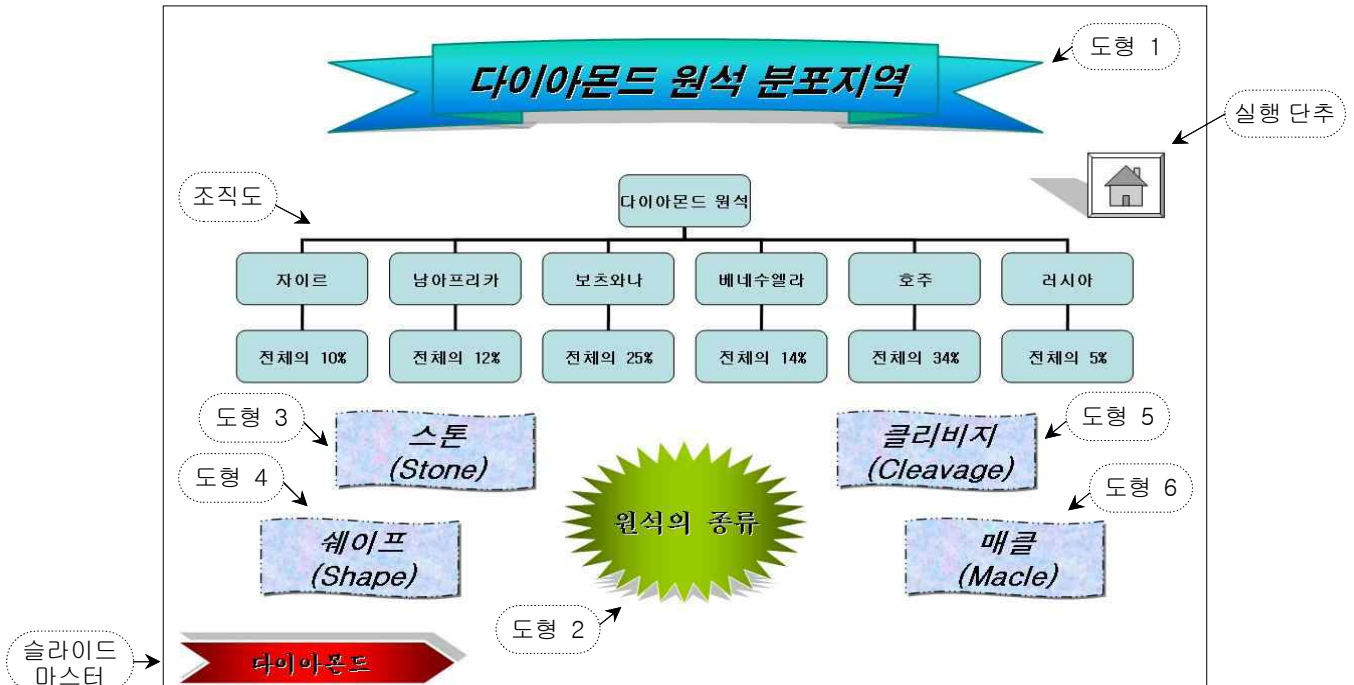 도형 1
다이아몬드 원석 분포지역
실행 단추
조직도
다이아몬드 원석
자이르 남아프리카 보츠와나 베네수엘라 호주 러시아
전체의 10% 전체의 12% 전체의 25% 전체의 14% 전체의 34% 전체의 5%
도형 3
스톤
(Stone)
클리비지
(Cleavage)
도형 5
도형 4
도형 6
원석의 종류
쉐이프
(Shape)
매클
(Macle)
도형 2
슬라이드
마스터
다이아몬드